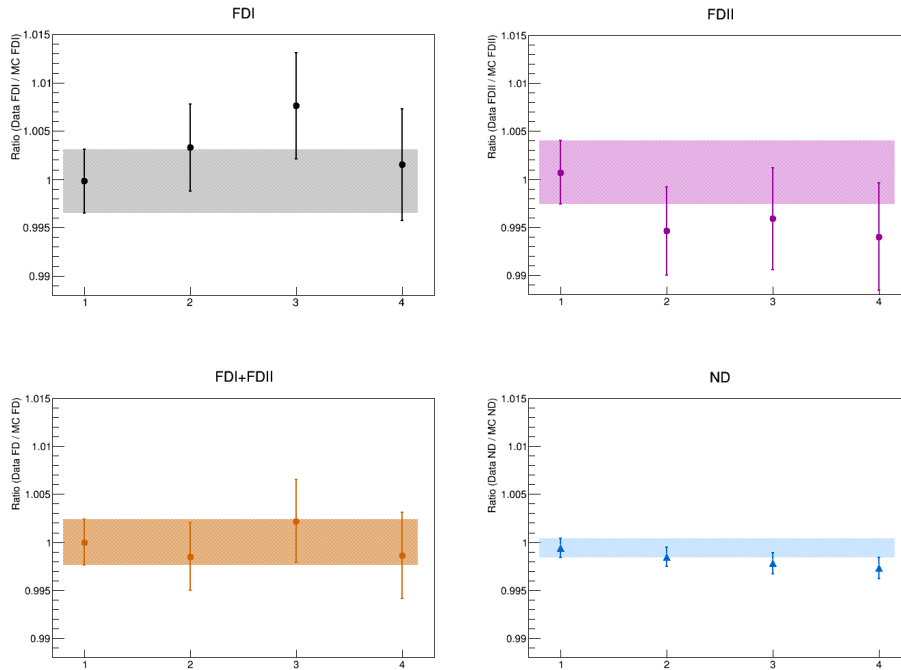 FDI
Ratio (Data FDI / MC FDI)
1.015
1.01
1.005
1
0.995
0.99
1 2 3 4
FDII
Ratio (Data FDII / MC FDII)
1.015
1.01
1.005
1
0.995
0.99
1 2 3 4
FDI+FDII
Ratio (Data FD / MC FD)
1.015
1.01
1.005
1
0.995
0.99
1 2 3 4
ND
Ratio (Data ND / MC ND)
1.015
1.01
1.005
1
0.995
0.99
1 2 3 4